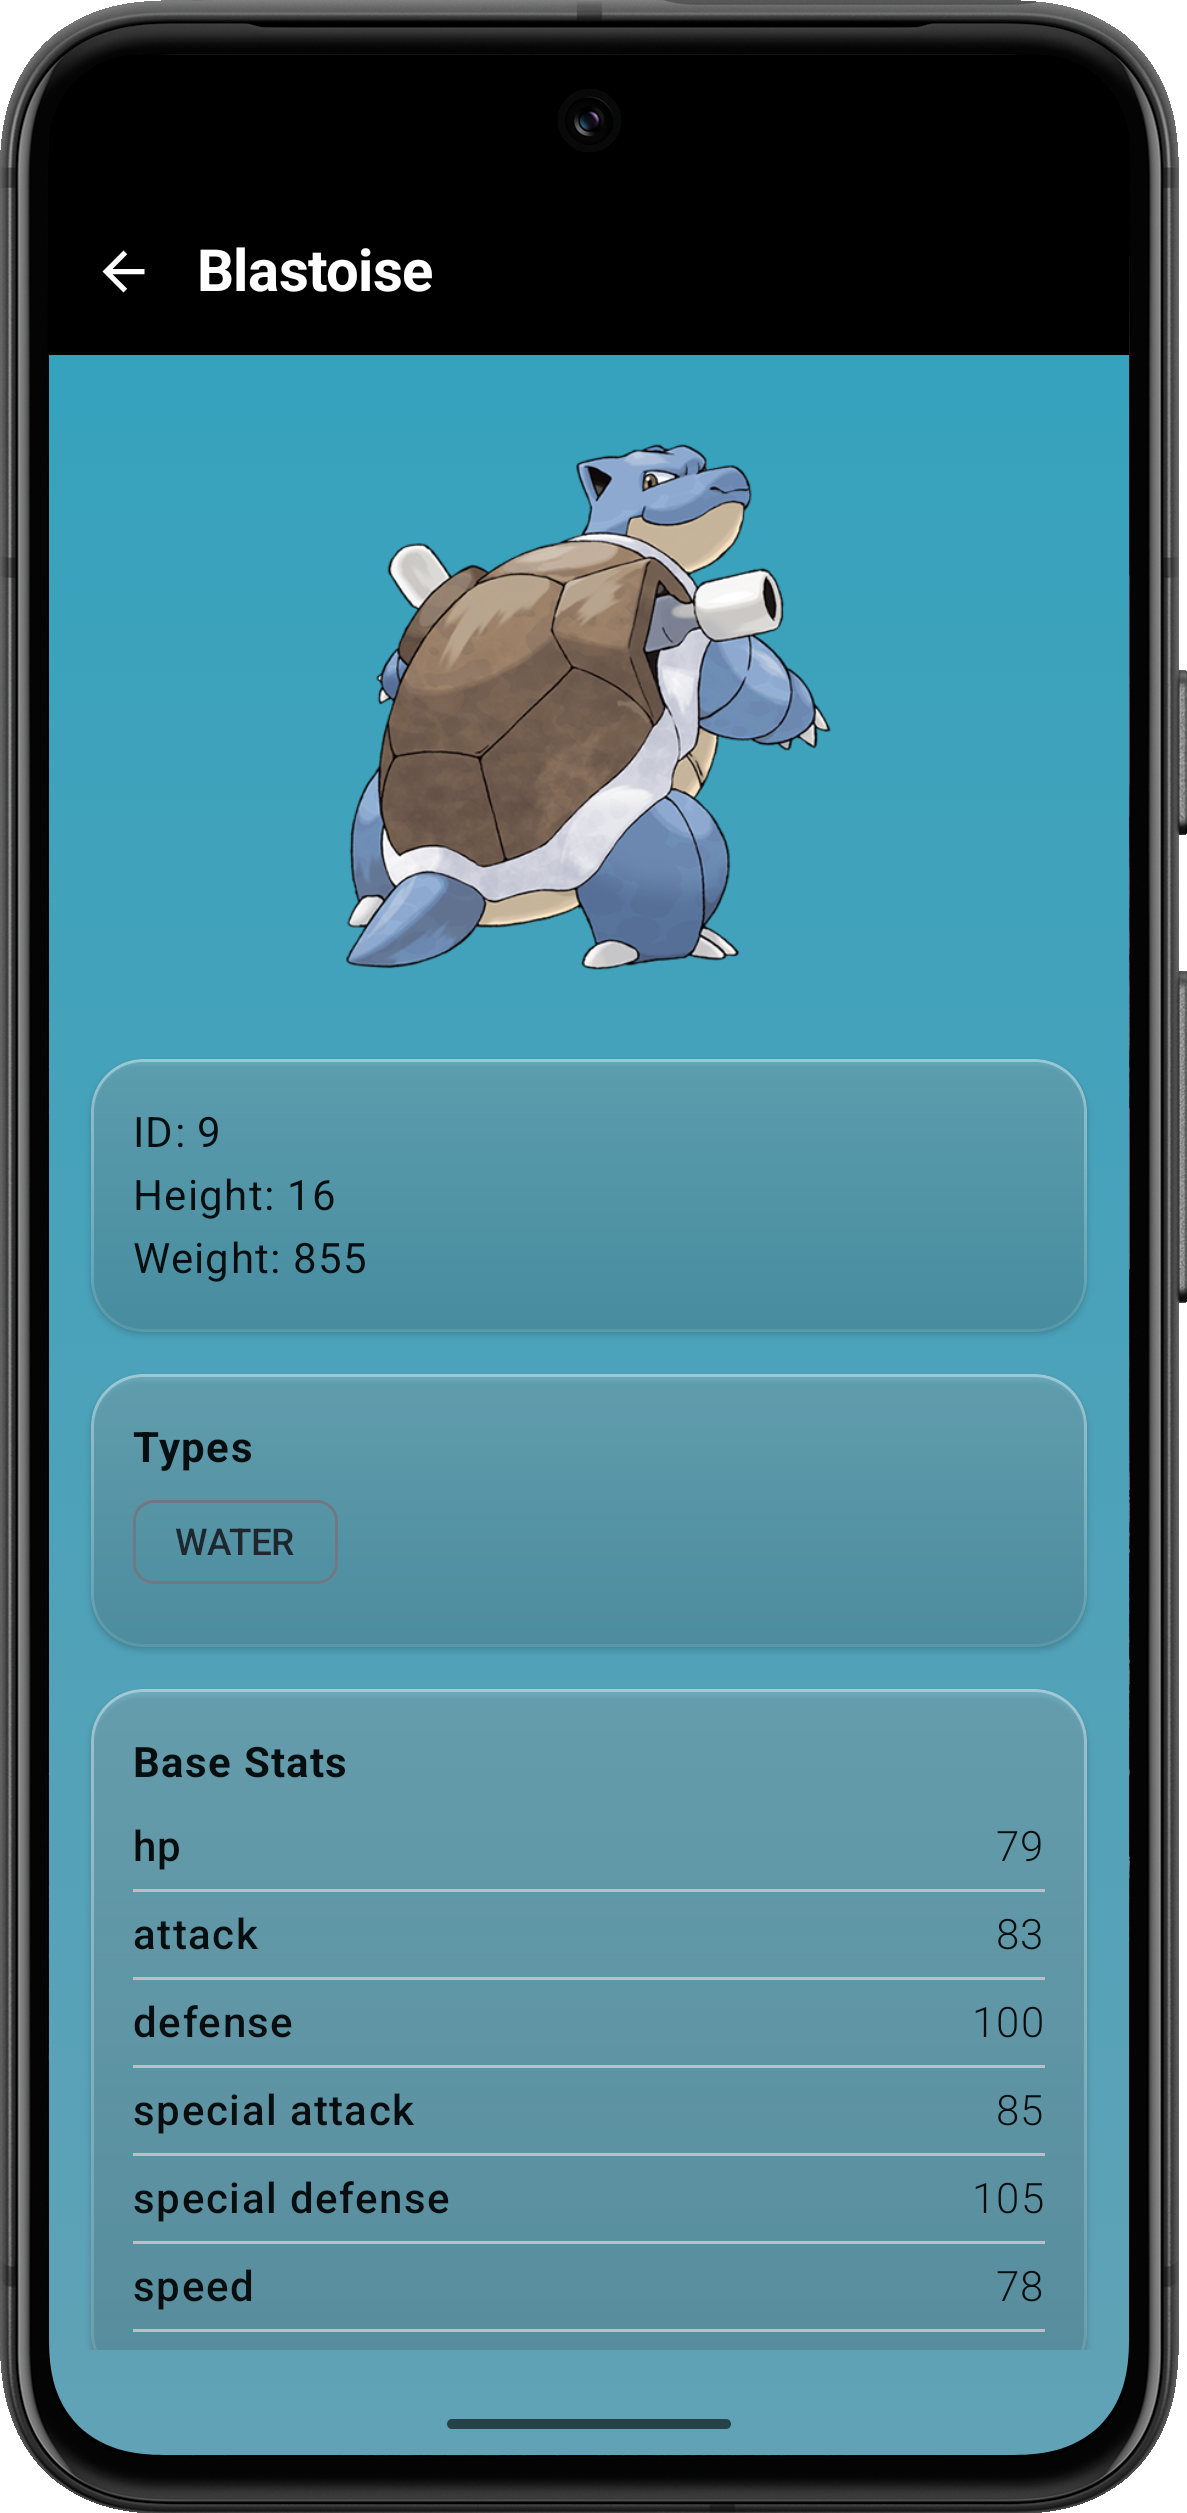 Blastoise
ID: 9
Height: 16
Weight: 855
Types
WATER
Base Stats
hp 79
attack 83
defense 100
special attack 85
special defense 105
speed 78